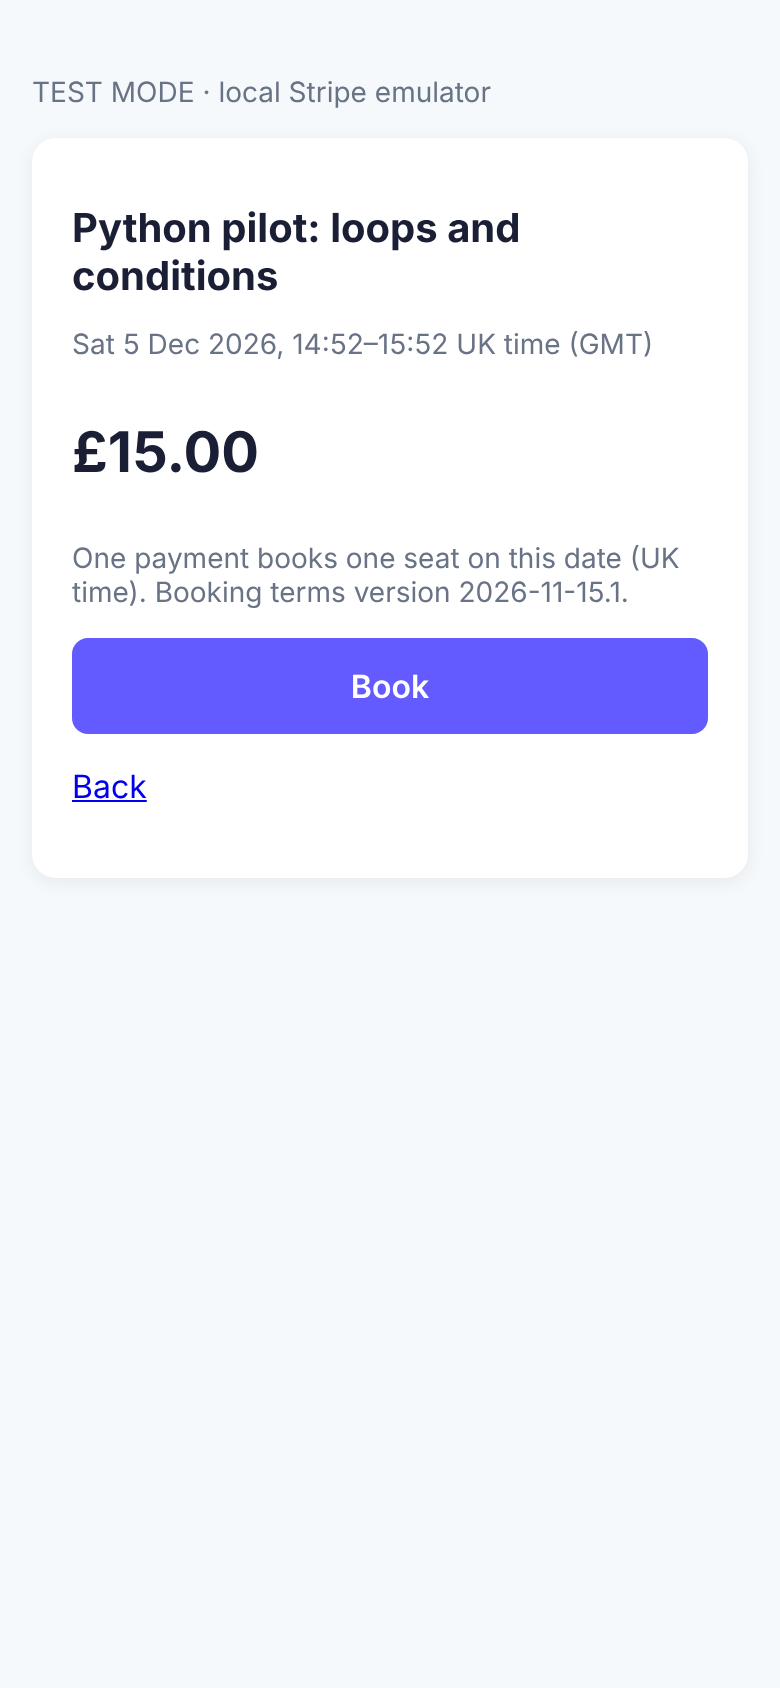 TEST MODE · local Stripe emulator
Python pilot: loops and
conditions
Sat 5 Dec 2026, 14:52–15:52 UK time (GMT)
£15.00
One payment books one seat on this date (UK
time). Booking terms version 2026-11-15.1.
Book
Back